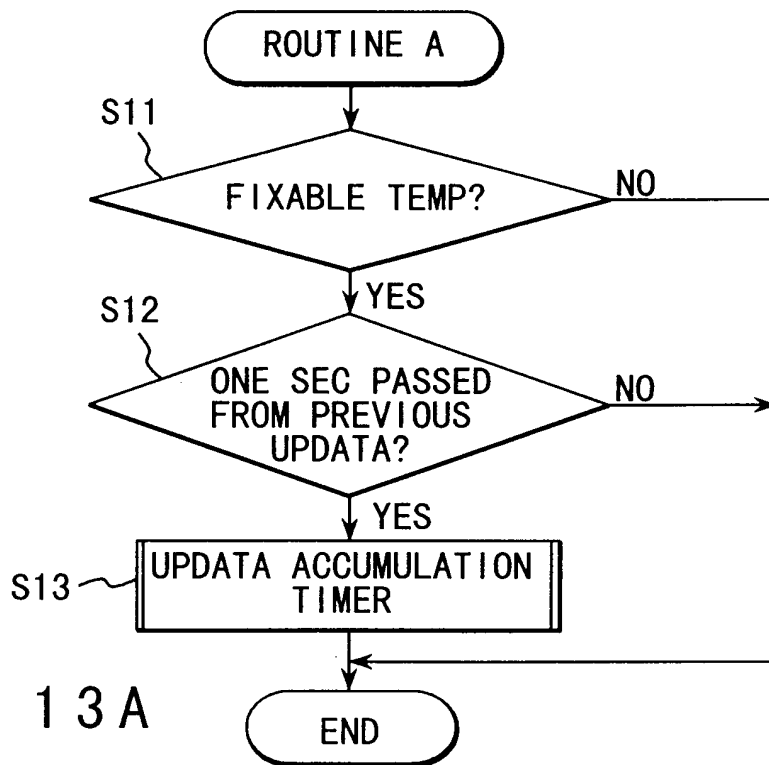 ROUTINE A
S11
FIXABLE TEMP?
NO
YES
S12
ONE SEC PASSED
FROM PREVIOUS
UPDATA?
NO
YES
S13
UPDATA ACCUMULATION
TIMER
13A
END